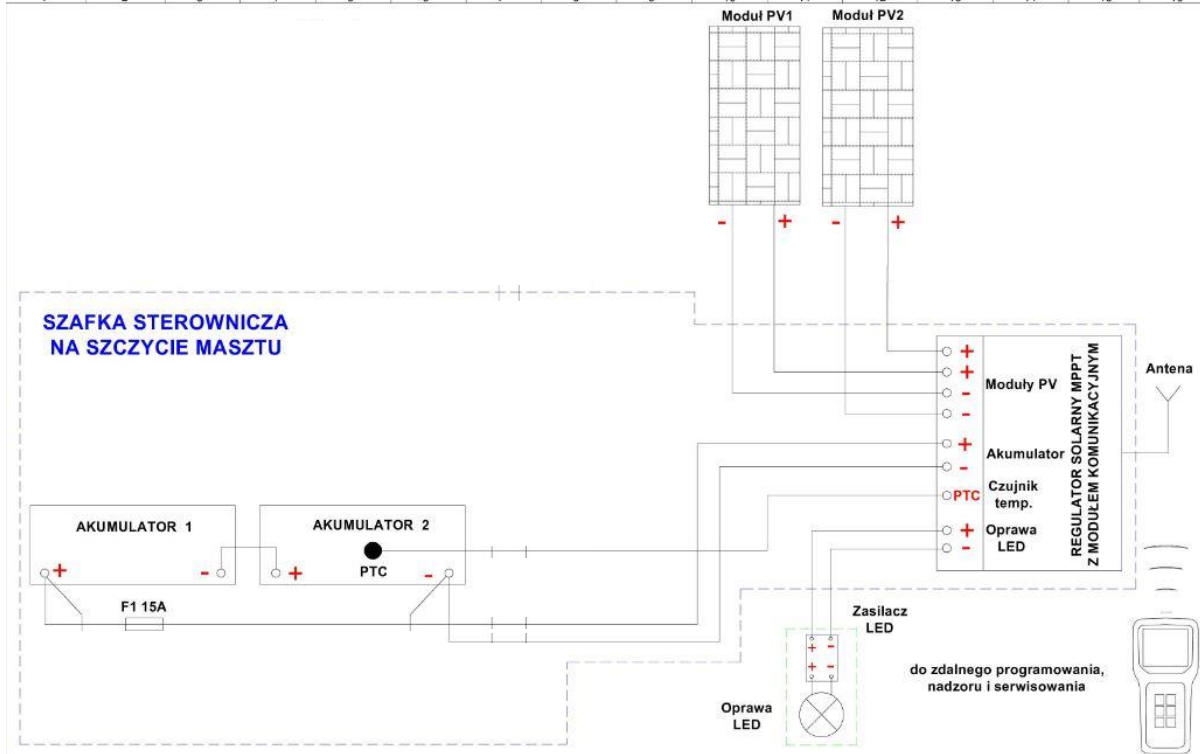 Moduł PV1
Moduł PV2
-
+
-
+
SZAFKA STEROWNICZA
NA SZCZYCIE MASZTU
+
+
-
-
Moduły PV
+
-
Akumulator
PTC
Czujnik
temp.
+
-
Oprawa
LED
REGULATOR SOLARNY MPPT
Z MODUŁEM KOMUNIKACYJNYM
Antena
AKUMULATOR 1
+
-
AKUMULATOR 2
PTC
+
-
F1 15A
Zasilacz
LED
+ -
+ -
Oprawa
LED
do zdalnego programowania,
nadzoru i serwisowania